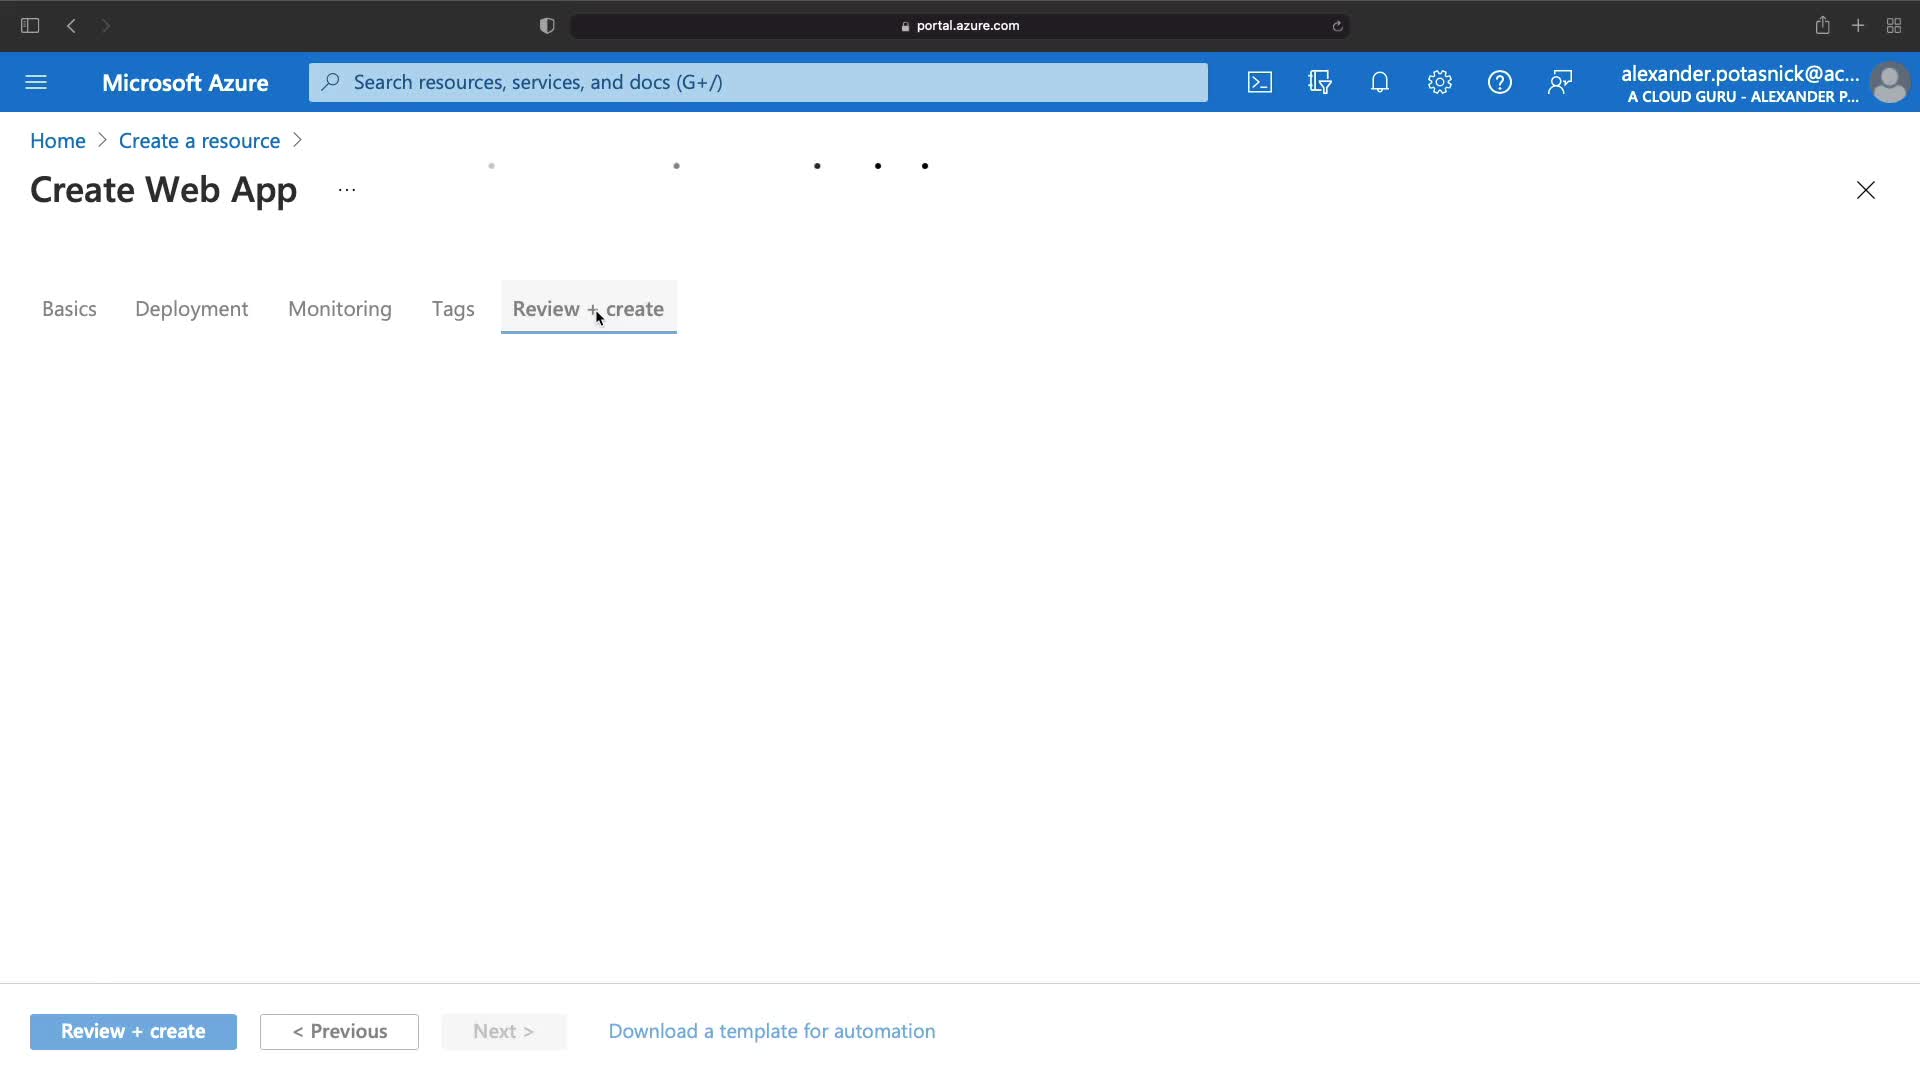 portal.azure.com
Microsoft Azure
Search resources, services, and docs (G+/)
alexander.potasnick@ac...
A CLOUD GURU - ALEXANDER P...
Home > Create a resource >
Create Web App ...
Basics Deployment Monitoring Tags Review + create
Review + create < Previous Next > Download a template for automation